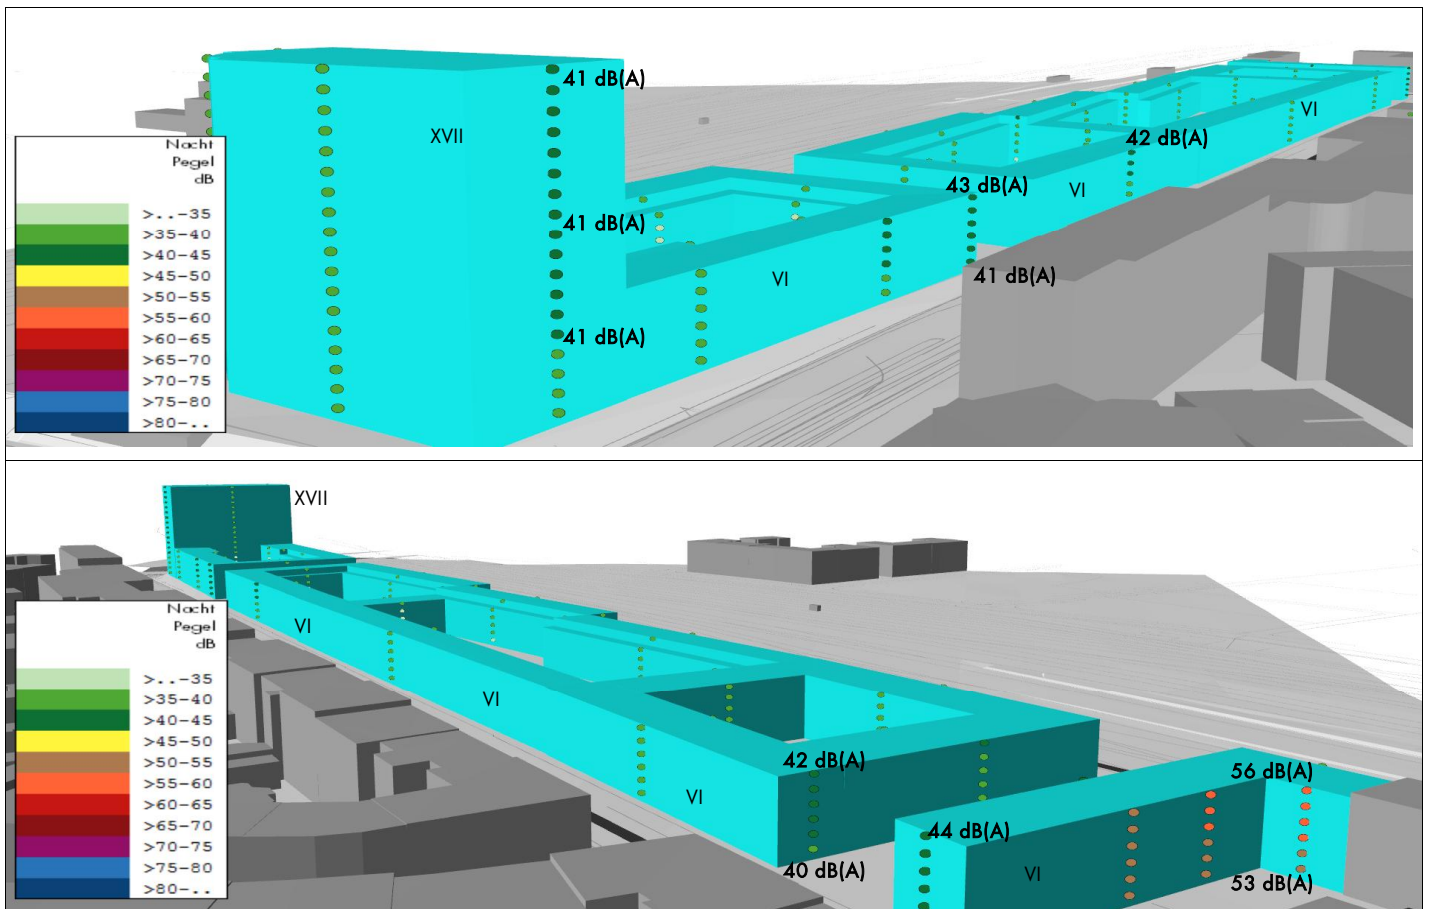 41 dB(A)
XVII
VI
42 dB(A)
Nacht
Pegel
dB
43 dB(A)
VI
>..-35
>35-40
41 dB(A)
>40-45
>45-50
VI
41 dB(A)
>50-55
>55-60
>60-65
41 dB(A)
>65-70
>70-75
>75-80
>80-..
XVII
Nacht
Pegel
dB
VI
>..-35
>35-40
VI
>40-45
>45-50
>50-55
42 dB(A)
56 dB(A)
>55-60
>60-65
VI
>65-70
44 dB(A)
>70-75
>75-80
40 dB(A)
VI
53 dB(A)
>80-..